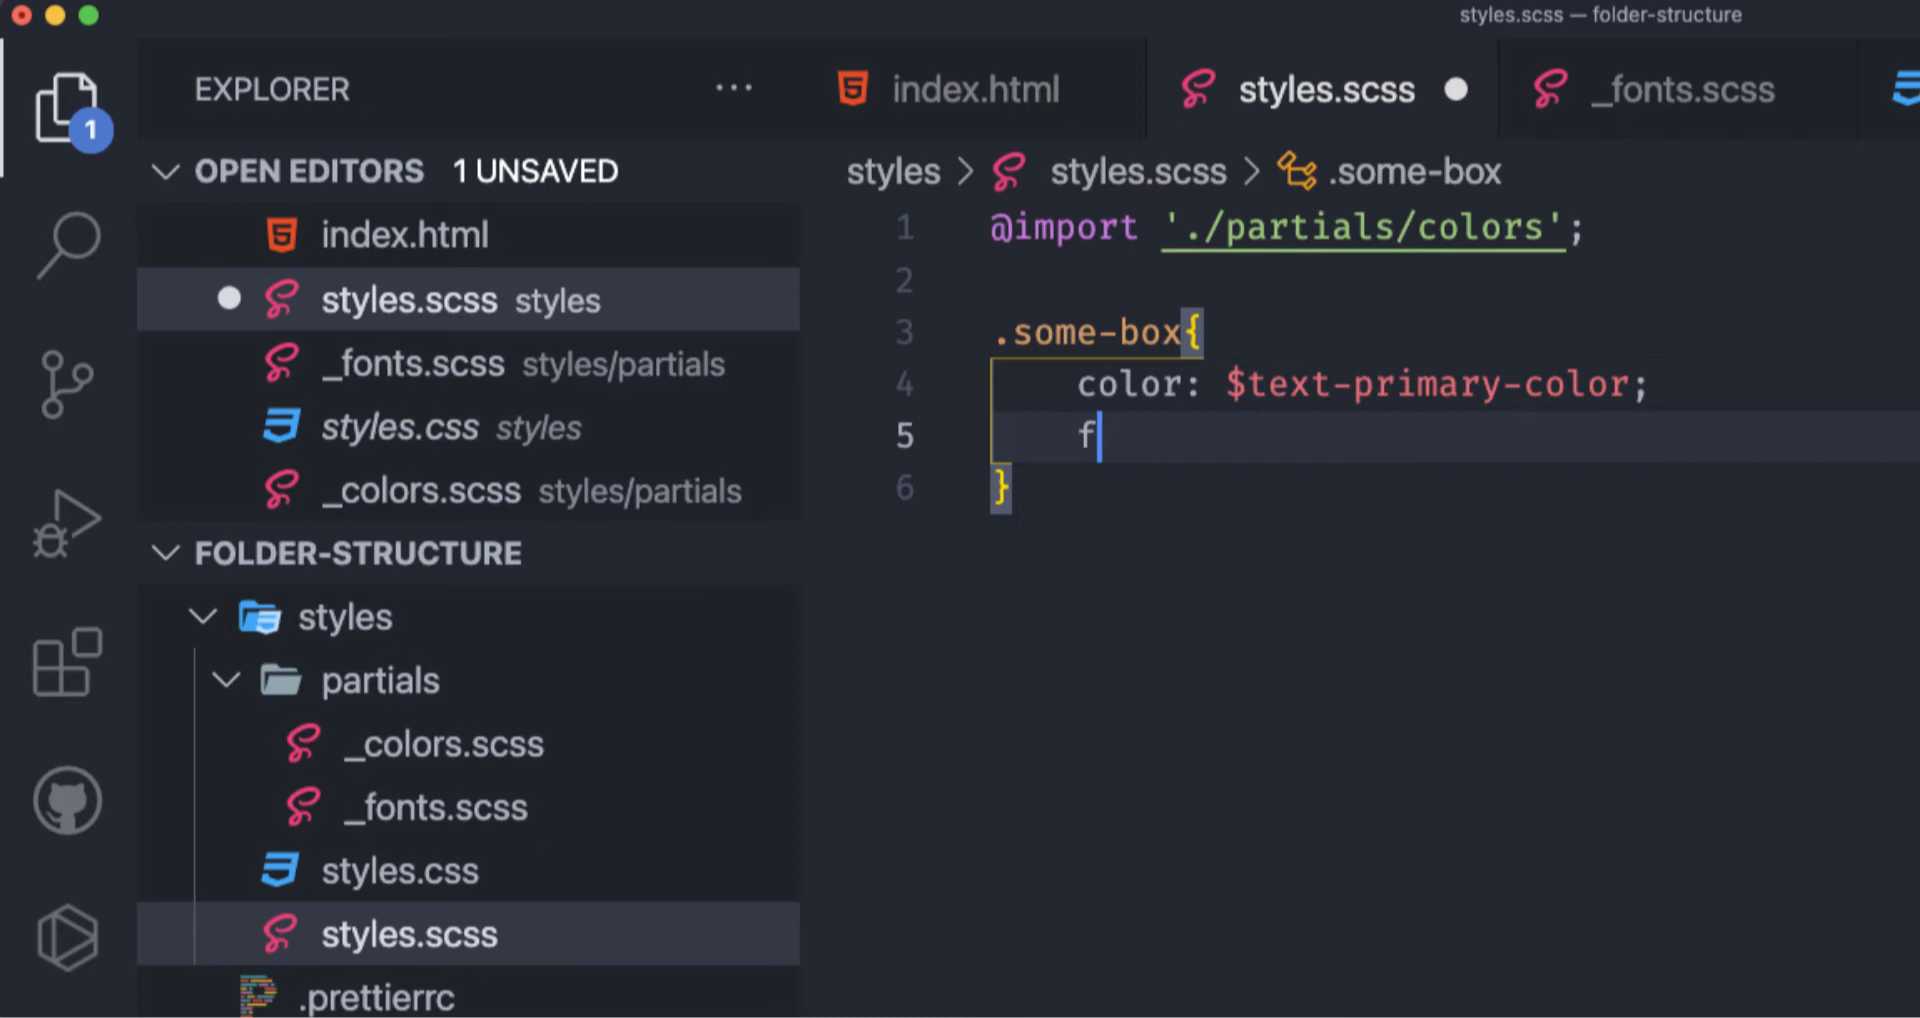 styles.scss — folder-structure
EXPLORER
index.html
styles.scss
_fonts.scss
1
OPEN EDITORS 1 UNSAVED
index.html
styles.scss styles
_fonts.scss styles/partials
styles.css styles
_colors.scss styles/partials
FOLDER-STRUCTURE
styles
partials
_colors.scss
_fonts.scss
styles.css
styles.scss
.prettierrc
styles > styles.scss > .some-box
1 @import './partials/colors';
2
3 .some-box{
4 color: $text-primary-color;
5 f
6 }